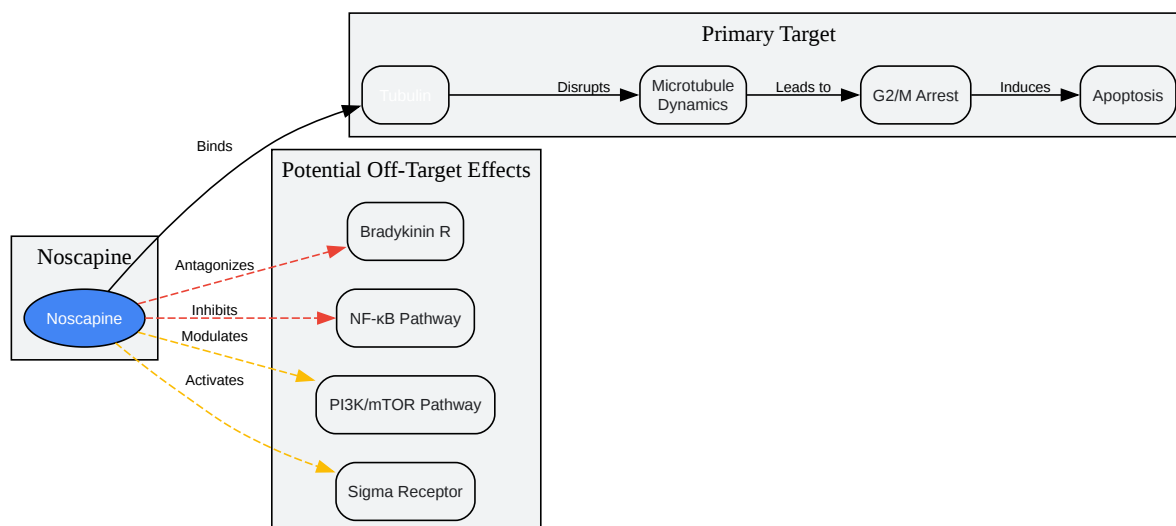 Primary Target
Tubulin
Disrupts
Microtubule
Dynamics
Leads to
G2/M Arrest
Induces
Apoptosis
Binds
Potential Off-Target Effects
Bradykinin R
Noscapine
Antagonizes
Noscapine
Inhibits
NF-κB Pathway
Modulates
Activates
PI3K/mTOR Pathway
Sigma Receptor